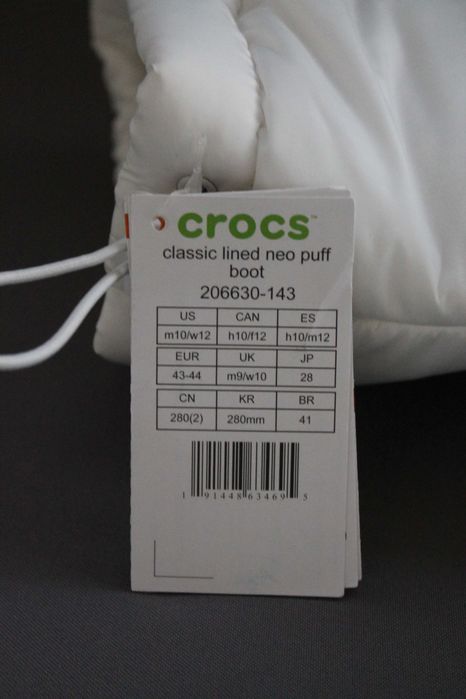 crocs™
classic lined neo puff
boot
206630-143
US CAN ES
m10/w12 h10/f12 h10/m12
EUR UK JP
43-44 m9/w10 28
CN KR BR
280(2) 280mm 41
1 91448 63469 5